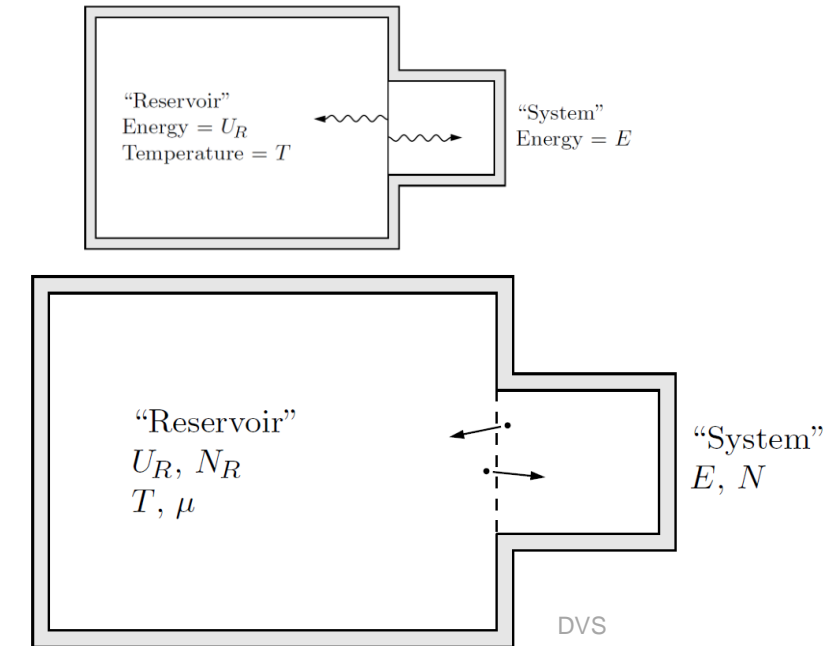 “Reservoir”
Energy = U_R
Temperature = T
“System”
Energy = E
“Reservoir”
U_R, N_R
T, μ
“System”
E, N
DVS